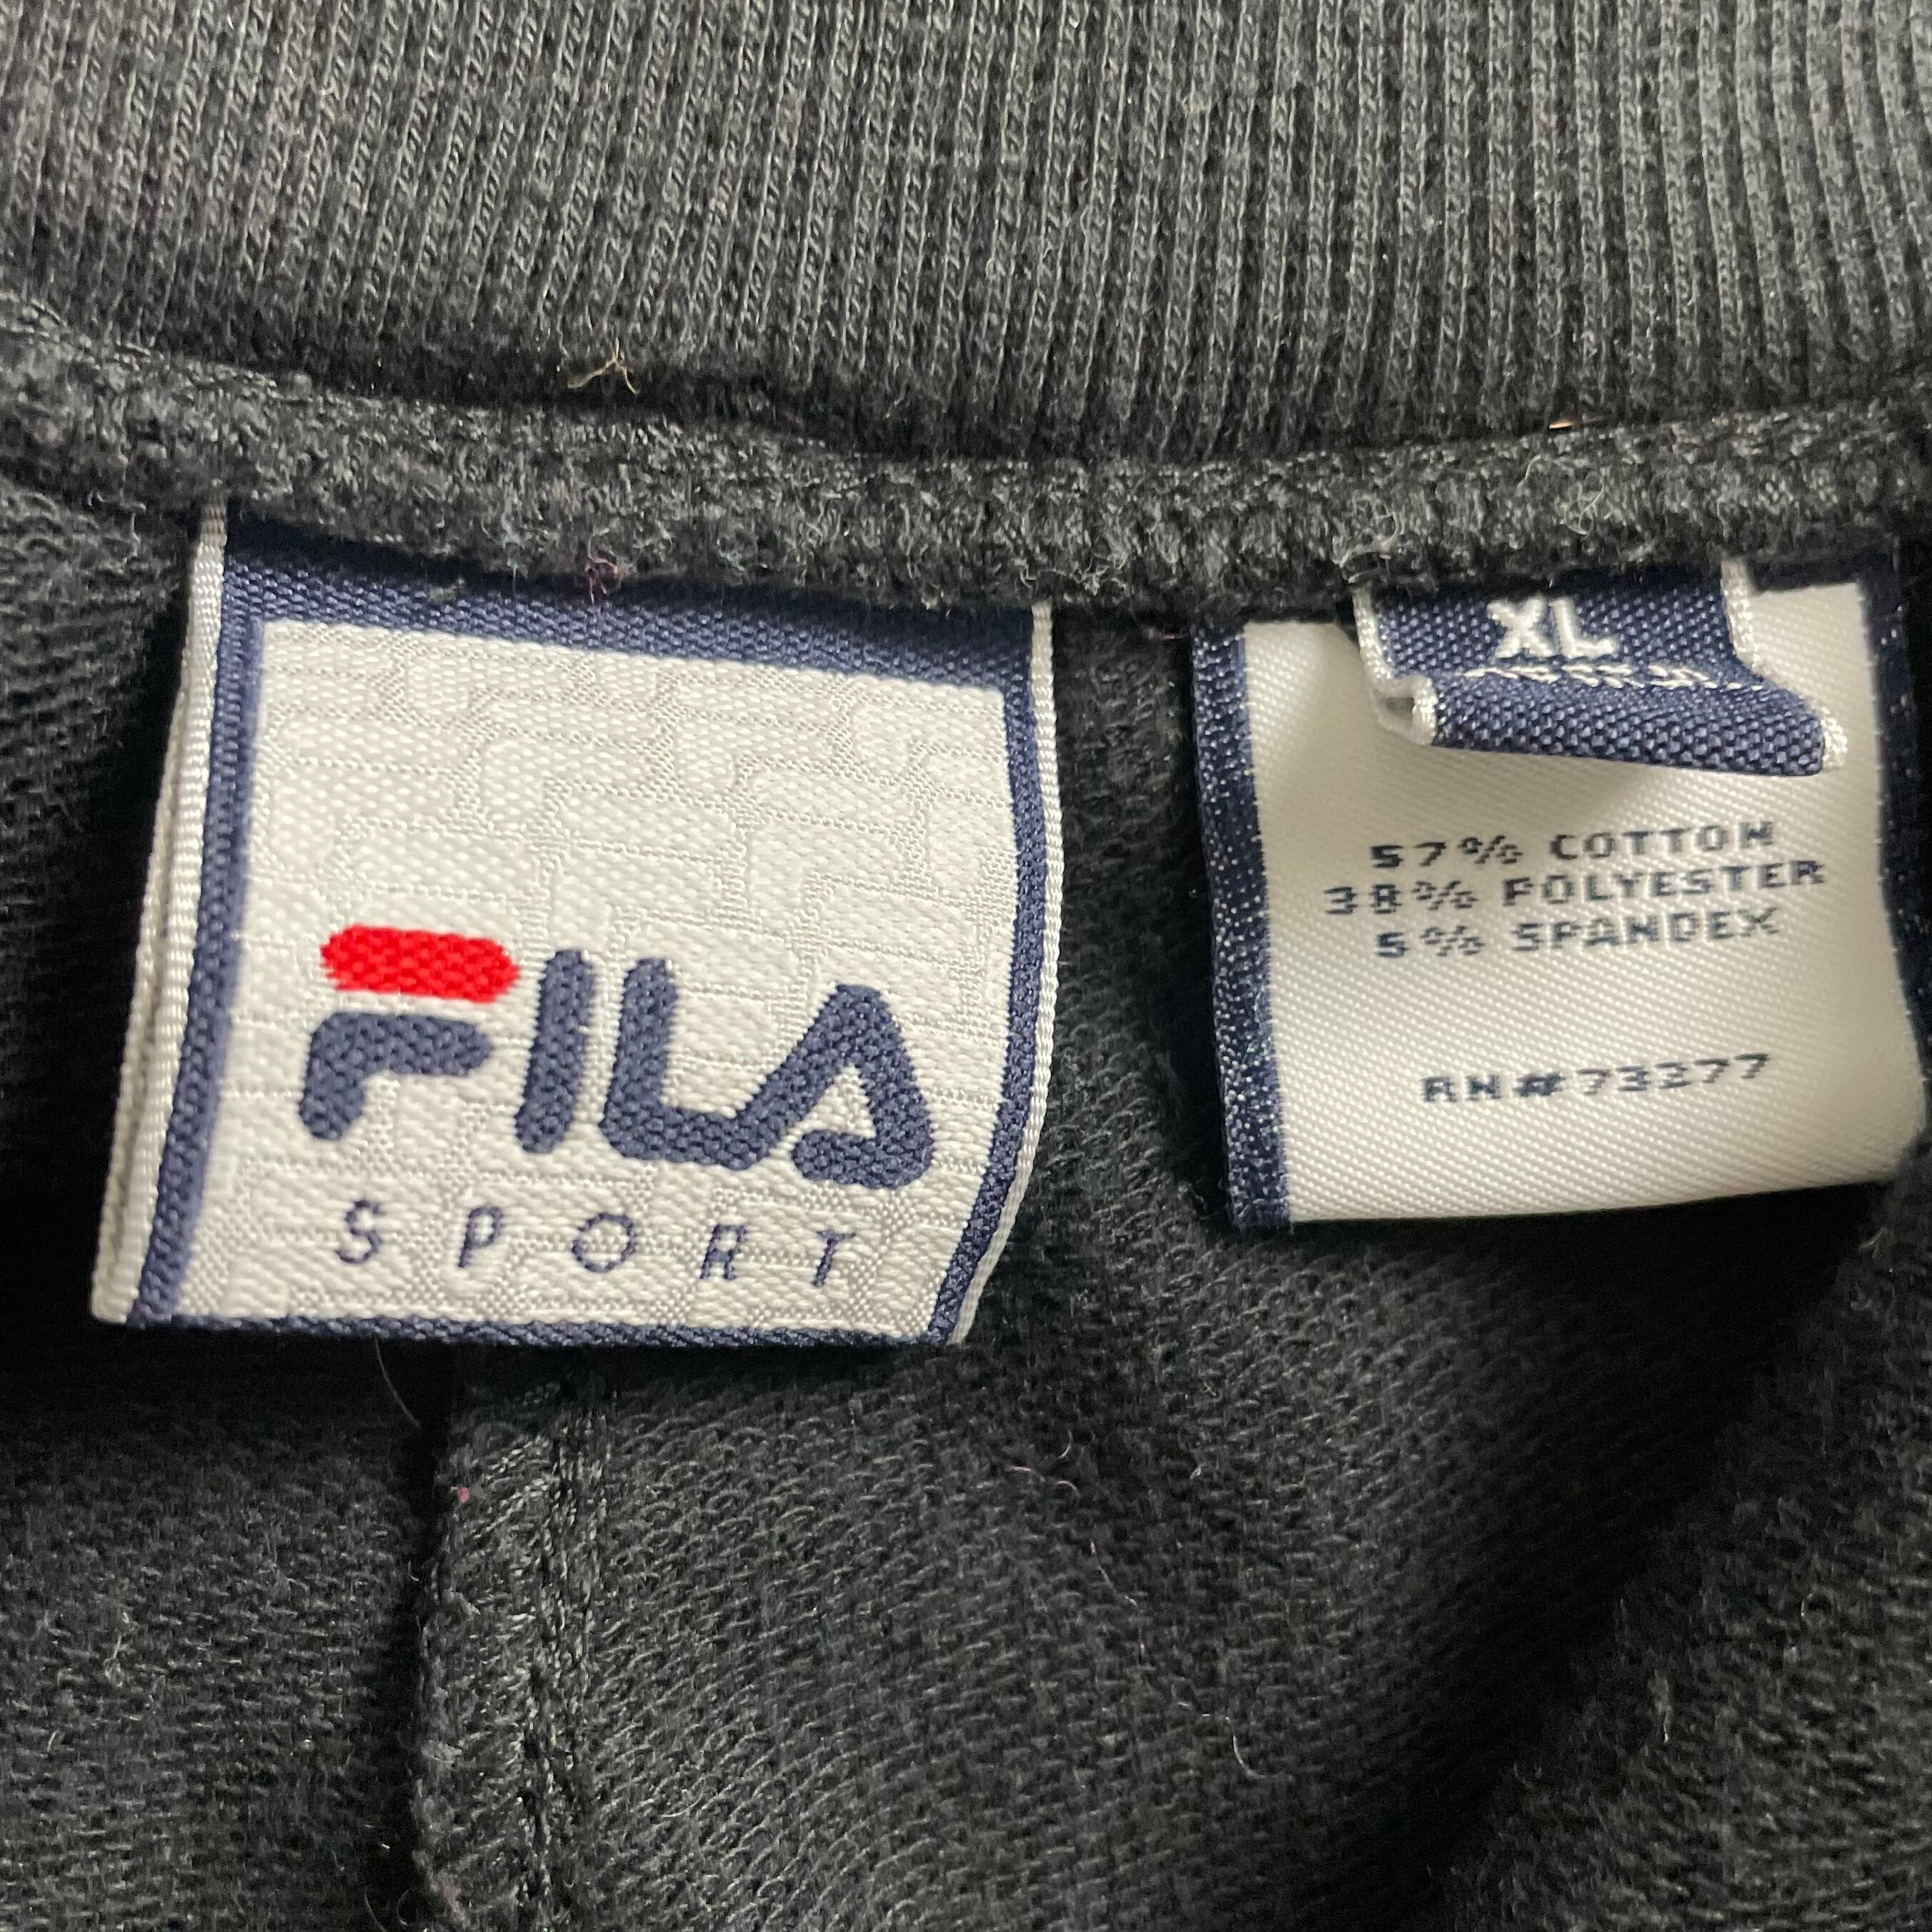 FILA
SPORT
XL
57% COTTON
38% POLYESTER
5% SPANDEX
RN#73277